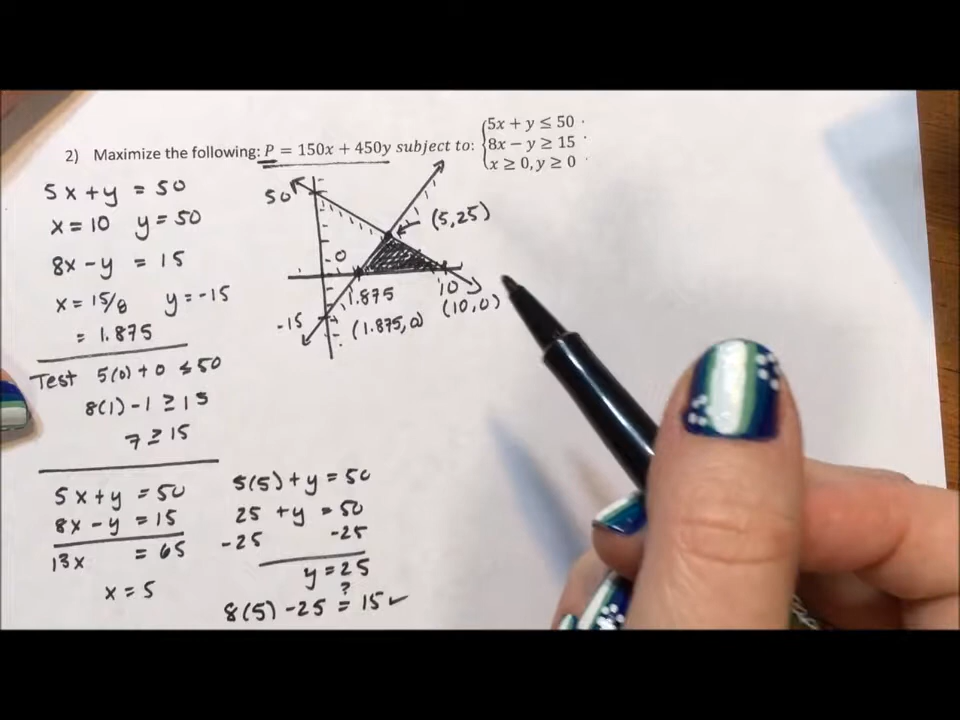 2) Maximize the following: P = 150x + 450y subject to: {5x + y ≤ 50
8x − y ≥ 15
x ≥ 0, y ≥ 0
5x + y = 50
x = 10 y = 50
8x − y = 15
x = 15/8 y = −15
= 1.875
50
(5,25)
0
1.875
10
(10,0)
−15
(1.875,0)
Test 5(0) + 0 ≤ 50
8(1) − 1 ≥ 15
7 ≥ 15
5x + y = 50
8x − y = 15
13x = 65
x = 5
5(5) + y = 50
25 + y = 50
−25 −25
y = 25
?
8(5) − 25 = 15 ✓